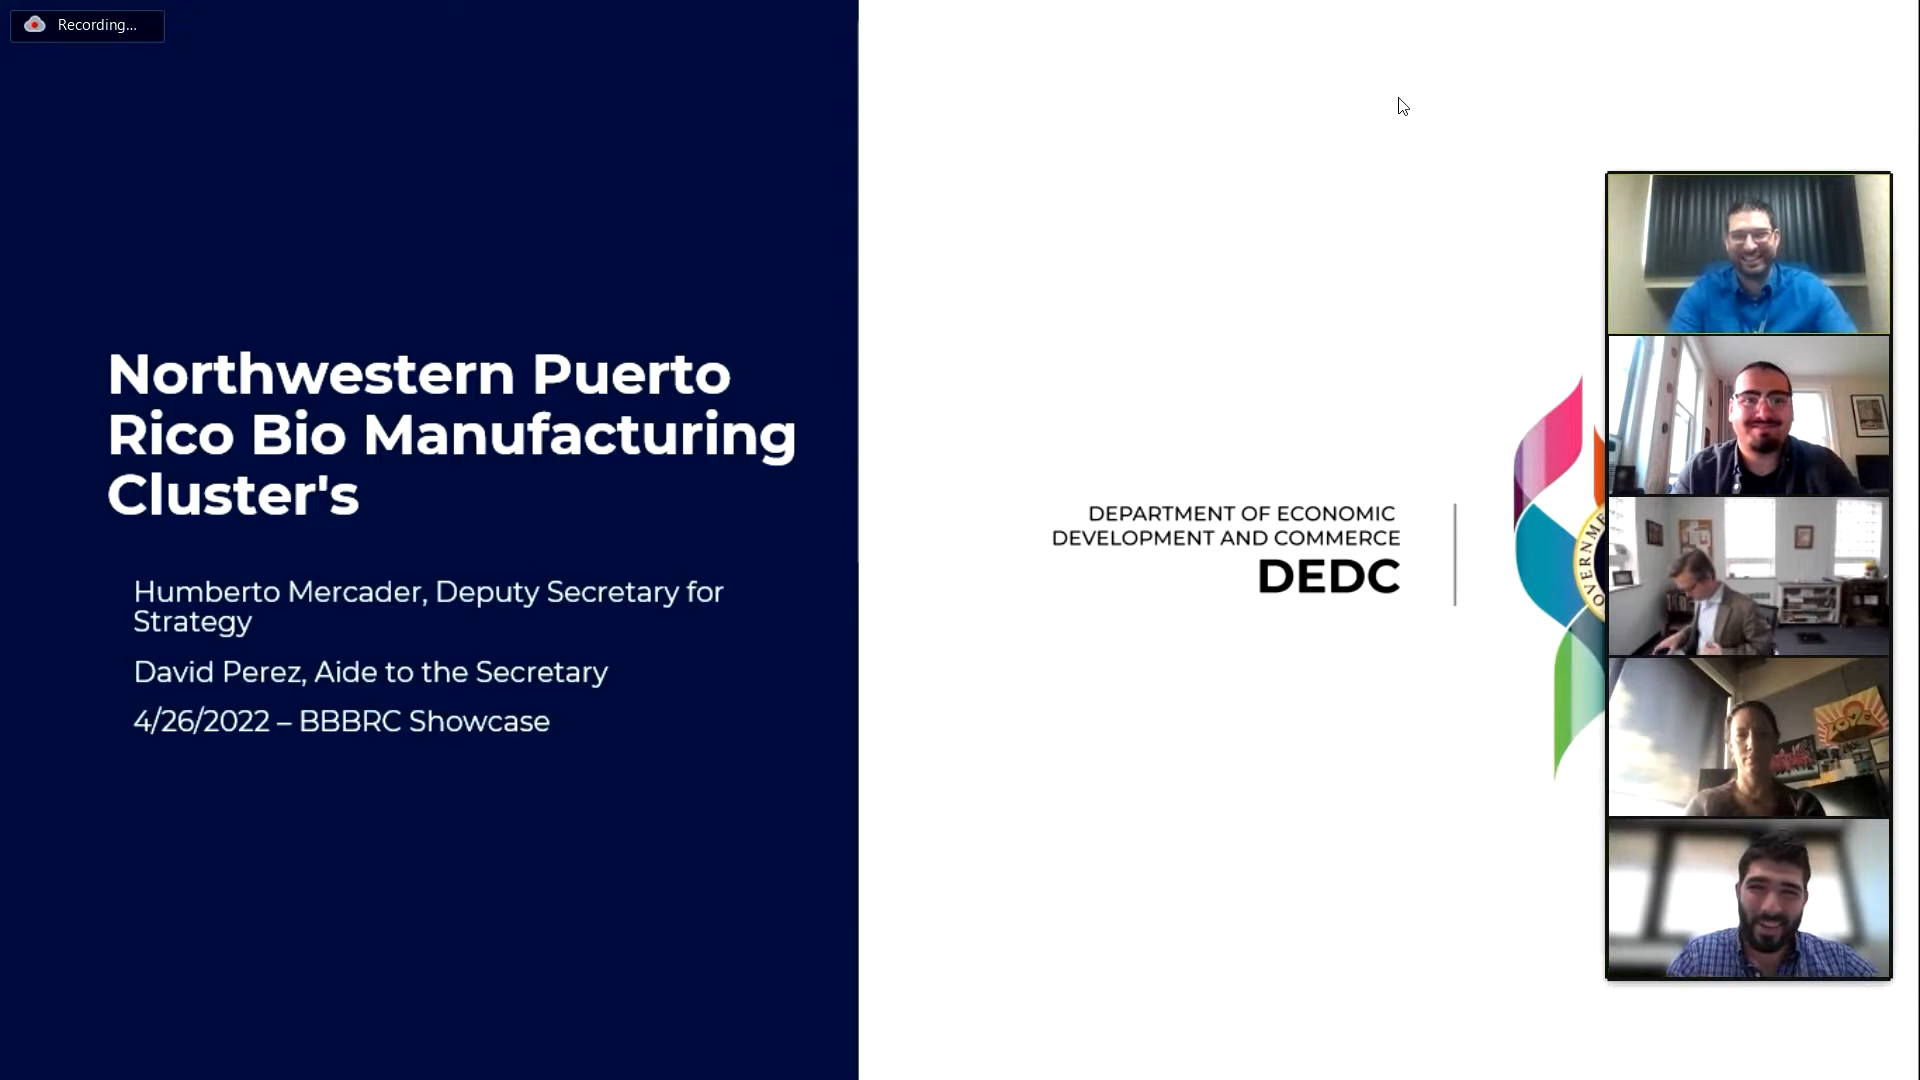 Recording...
Northwestern Puerto
Rico Bio Manufacturing
Cluster's
Humberto Mercader, Deputy Secretary for
Strategy
David Perez, Aide to the Secretary
4/26/2022 – BBBRC Showcase
DEPARTMENT OF ECONOMIC
DEVELOPMENT AND COMMERCE
DEDC